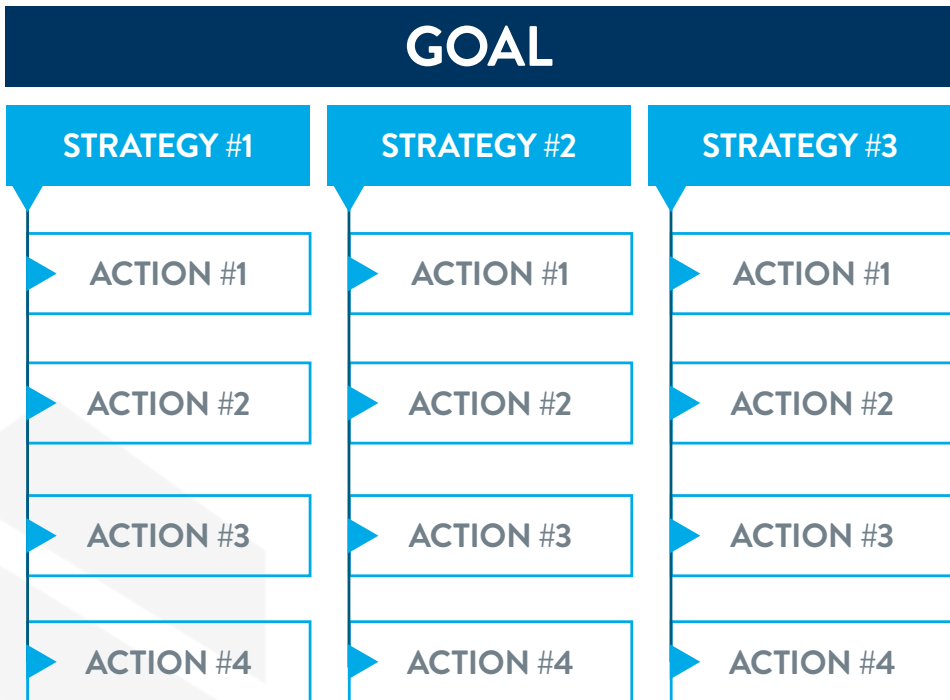 GOAL
STRATEGY #1
STRATEGY #2
STRATEGY #3
ACTION #1
ACTION #1
ACTION #1
ACTION #2
ACTION #2
ACTION #2
ACTION #3
ACTION #3
ACTION #3
ACTION #4
ACTION #4
ACTION #4